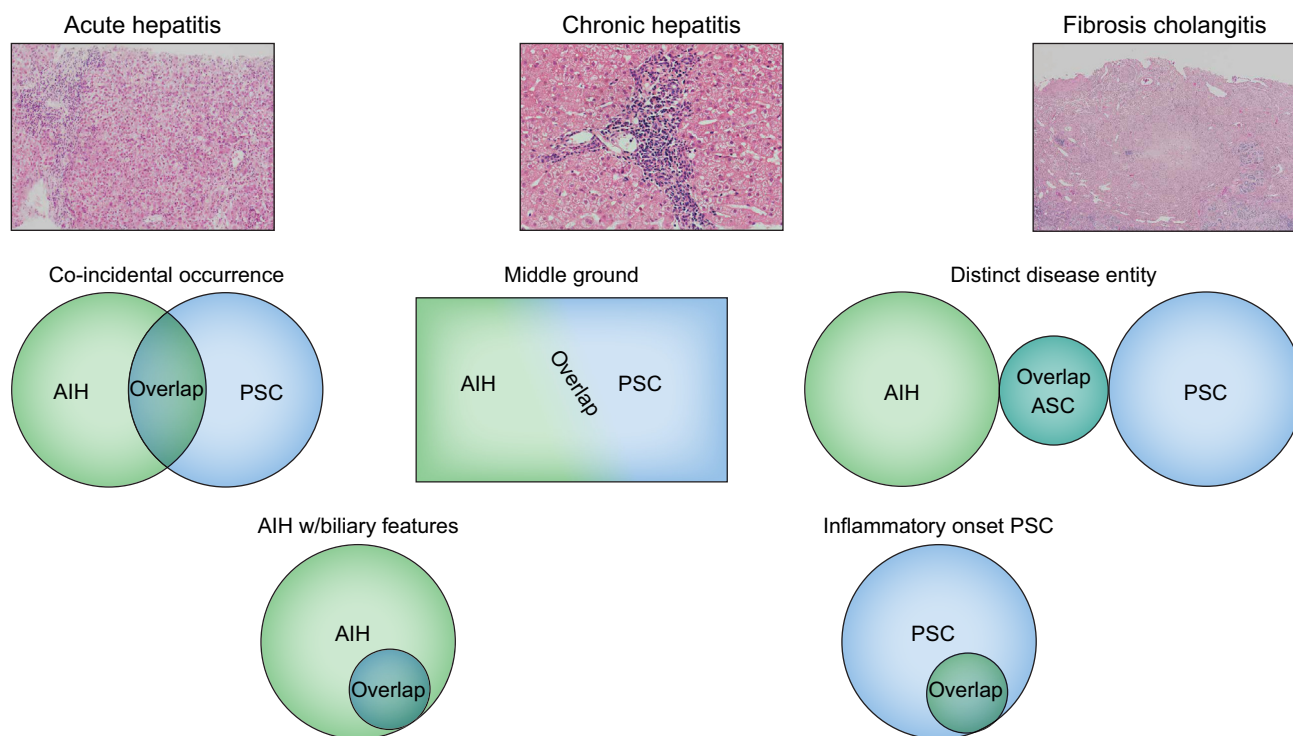 Acute hepatitis
Chronic hepatitis
Fibrosis cholangitis
Co-incidental occurrence
Middle ground
Distinct disease entity
AIH
Overlap
PSC
AIH
Overlap
PSC
AIH
Overlap
ASC
PSC
AIH w/biliary features
Inflammatory onset PSC
AIH
Overlap
PSC
Overlap